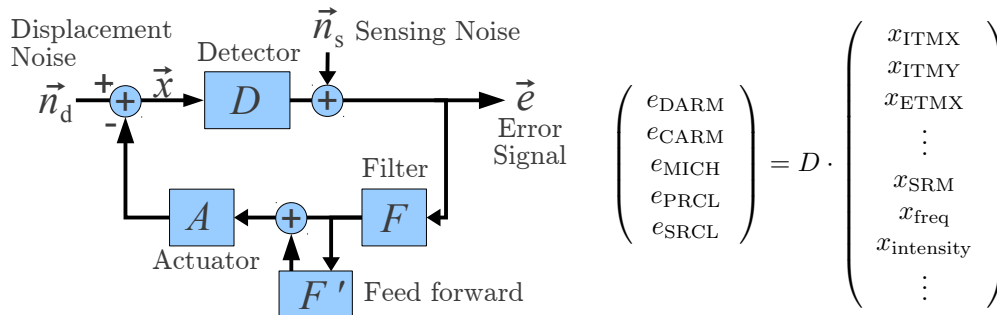 Displacement
Noise
Detector
n⃗s Sensing Noise
+
n⃗d
+
x⃗
D
+
e⃗
-
Error
Signal
Filter
A
+
F
Actuator
F' Feed forward
eDARM
eCARM
eMICH
ePRCL
eSRCL
= D ·
xITMX
xITMY
xETMX
⋮
xSRM
xfreq
xintensity
⋮